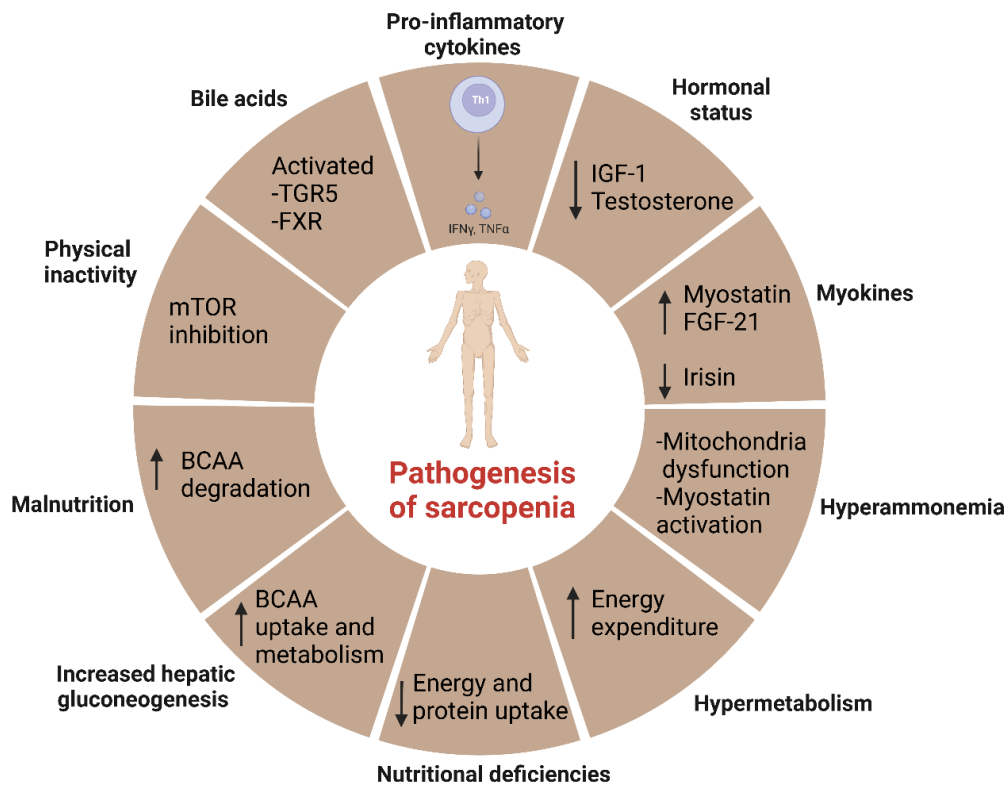 Pro-inflammatory
cytokines
Th1
IFNγ, TNFα
Hormonal
status
IGF-1
Testosterone
Myokines
Myostatin
FGF-21
Irisin
Hyperammonemia
-Mitochondria
dysfunction
-Myostatin
activation
Hypermetabolism
Energy
expenditure
Nutritional deficiencies
Energy and
protein uptake
Increased hepatic
gluconeogenesis
BCAA
uptake and
metabolism
Malnutrition
BCAA
degradation
Physical
inactivity
mTOR
inhibition
Bile acids
Activated
-TGR5
-FXR
Pathogenesis
of sarcopenia